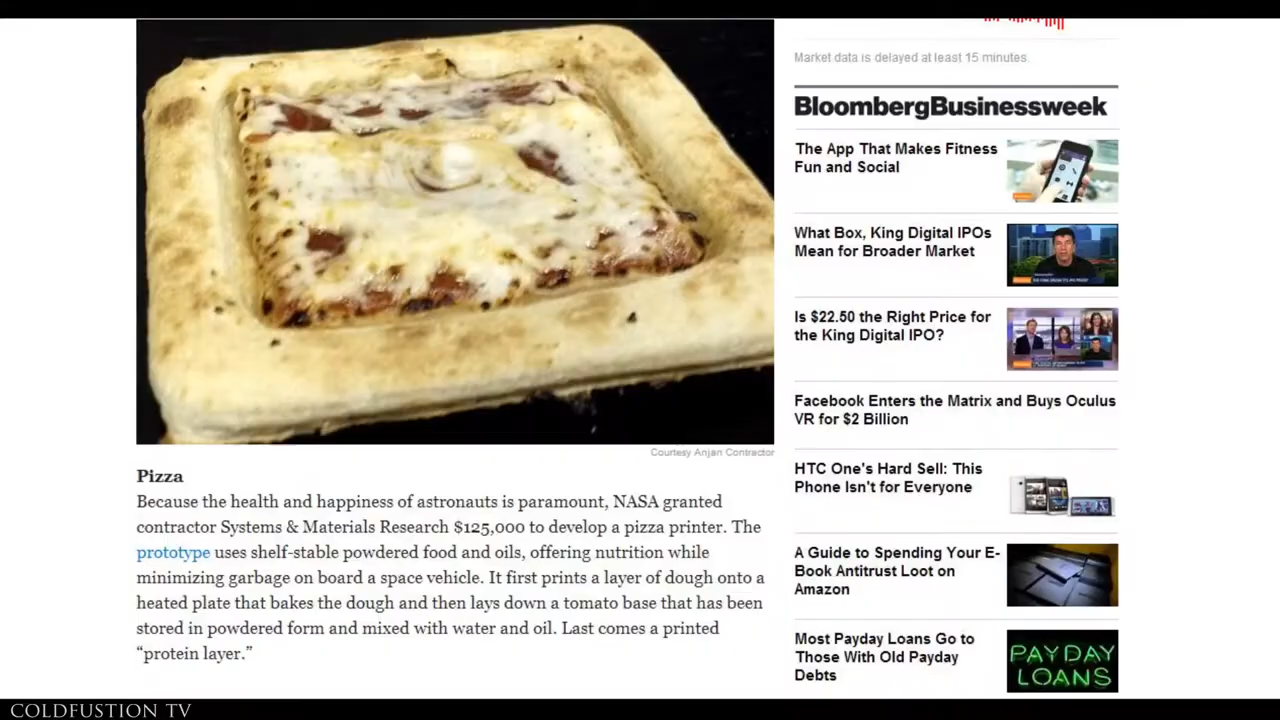 Market data is delayed at least 15 minutes.
BloombergBusinessweek
The App That Makes Fitness
Fun and Social
What Box, King Digital IPOs
Mean for Broader Market
Is $22.50 the Right Price for
the King Digital IPO?
Facebook Enters the Matrix and Buys Oculus
VR for $2 Billion
HTC One's Hard Sell: This
Phone Isn't for Everyone
A Guide to Spending Your E-
Book Antitrust Loot on
Amazon
Most Payday Loans Go to
Those With Old Payday
Debts
PAYDAY
LOANS
Courtesy Anjan Contractor
Pizza
Because the health and happiness of astronauts is paramount, NASA granted
contractor Systems & Materials Research $125,000 to develop a pizza printer. The
prototype uses shelf-stable powdered food and oils, offering nutrition while
minimizing garbage on board a space vehicle. It first prints a layer of dough onto a
heated plate that bakes the dough and then lays down a tomato base that has been
stored in powdered form and mixed with water and oil. Last comes a printed
“protein layer.”
COLDFUSTION TV